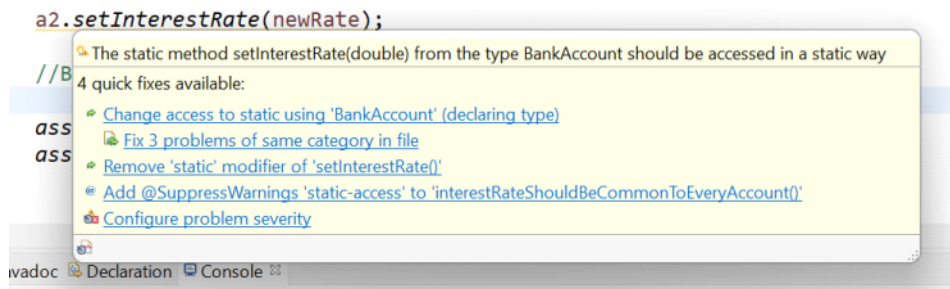 a2.setInterestRate(newRate);
The static method setInterestRate(double) from the type BankAccount should be accessed in a static way
//B
4 quick fixes available:
Change access to static using 'BankAccount' (declaring type)
ass
Fix 3 problems of same category in file
ass
Remove 'static' modifier of 'setInterestRate()'
Add @SuppressWarnings 'static-access' to 'interestRateShouldBeCommonToEveryAccount()'
Configure problem severity
vadoc Declaration Console